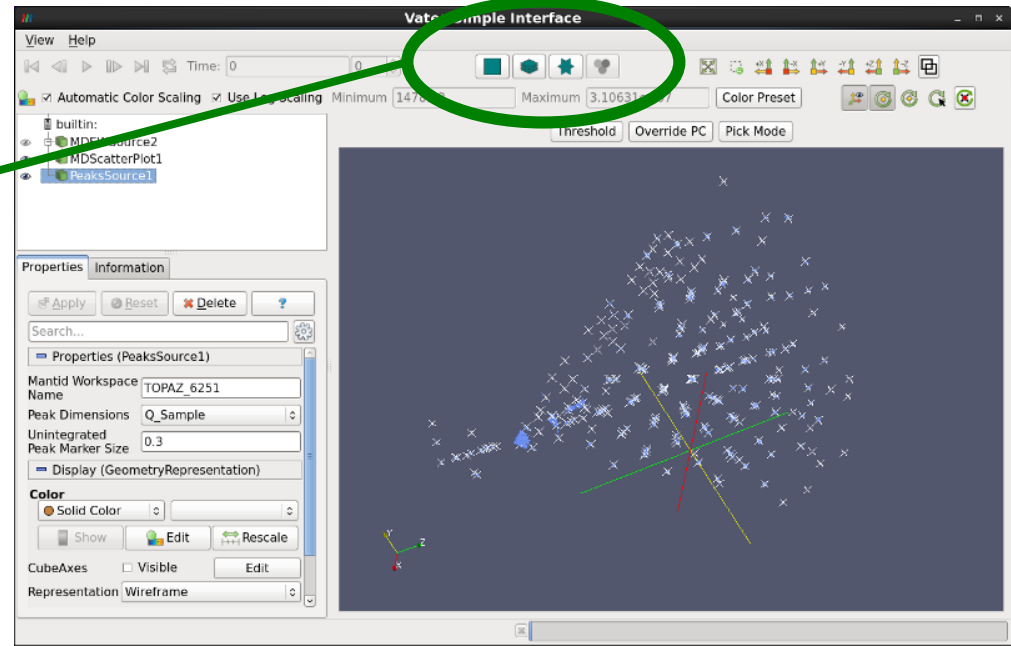 Simple Interface
View Help
Time: 0 0
Automatic Color Scaling Use Log Scaling Minimum Maximum Color Preset
builtin:
Threshold Override PC Pick Mode
MDScatterPlot1
PeaksSource1
Properties Information
Apply Reset Delete ?
Search...
Properties (PeaksSource1)
Mantid Workspace
Name TOPAZ_6251
Peak Dimensions Q_Sample
Unintegrated
Peak Marker Size 0.3
Display (GeometryRepresentation)
Color
Solid Color
Show Edit Rescale
CubeAxes Visible Edit
Representation Wireframe
Y
Z
X